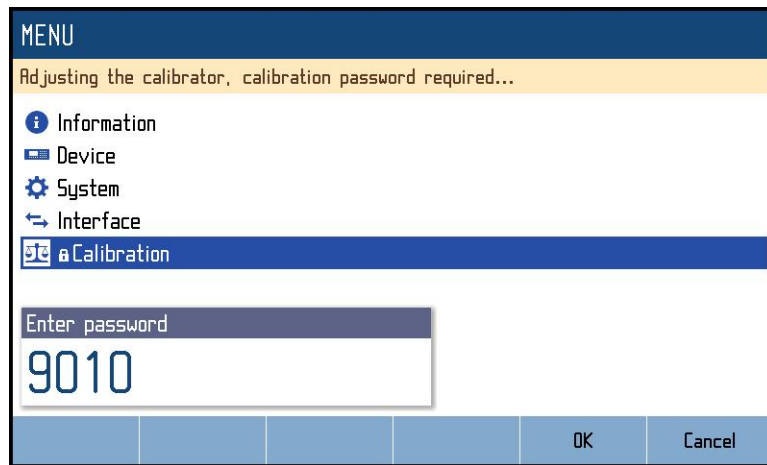 MENU
Adjusting the calibrator, calibration password required...
Information
Device
System
Interface
Calibration
Enter password
9010
OK Cancel